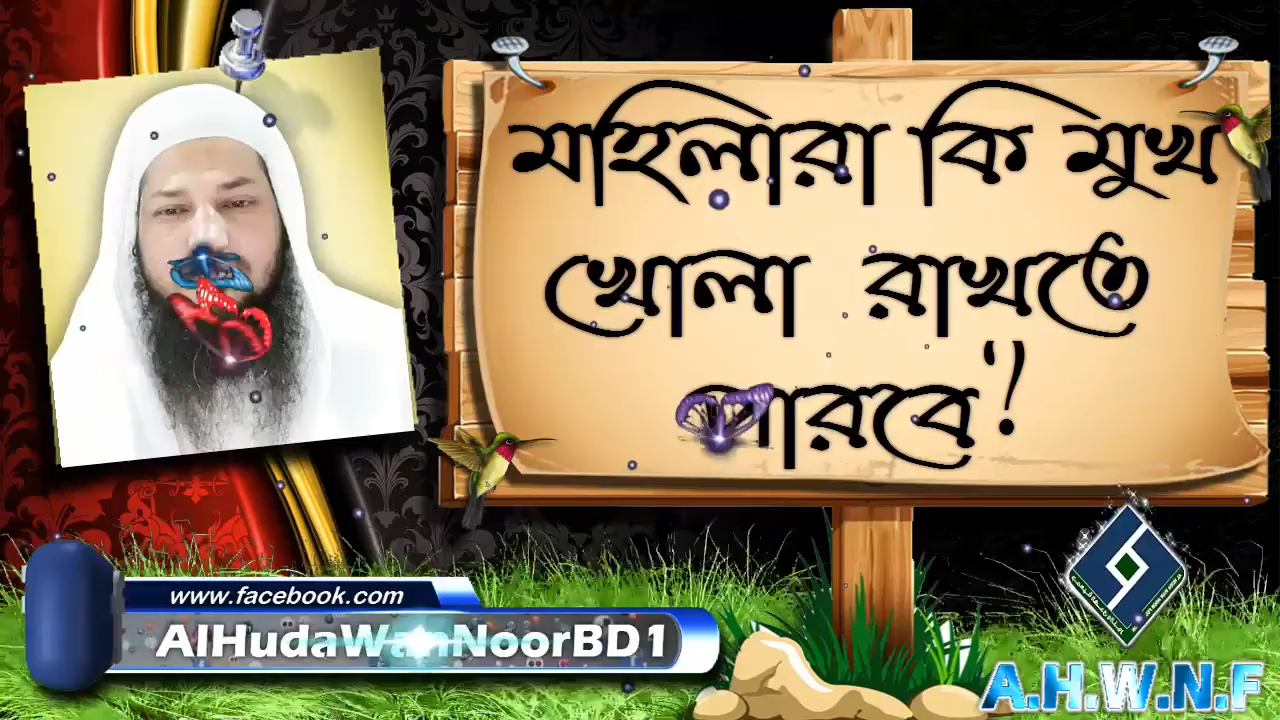 মহিলারা কি মুখ
খোলা রাখতে
পারবে?
www.facebook.com
AlHudaWanNoorBD1
A.H.W.N.F